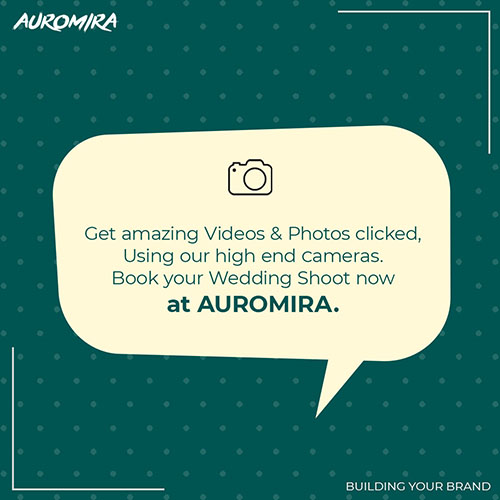 AUROMIRA
Get amazing Videos & Photos clicked,
Using our high end cameras.
Book your Wedding Shoot now
at AUROMIRA.
BUILDING YOUR BRAND